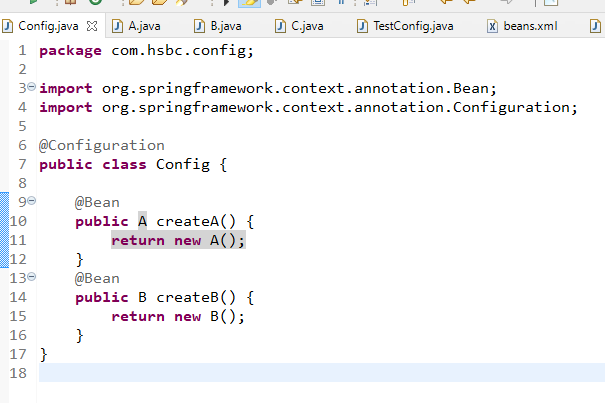 Config.java A.java B.java C.java TestConfig.java beans.xml
1 package com.hsbc.config;
2
3 import org.springframework.context.annotation.Bean;
4 import org.springframework.context.annotation.Configuration;
5
6 @Configuration
7 public class Config {
8
9 @Bean
10 public A createA() {
11 return new A();
12 }
13 @Bean
14 public B createB() {
15 return new B();
16 }
17 }
18